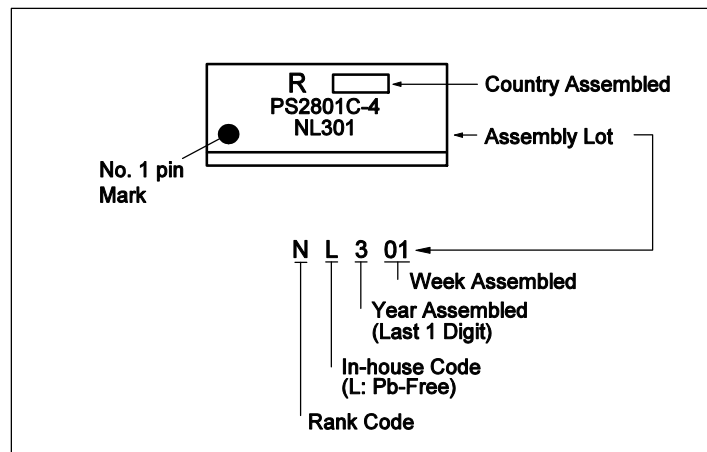 R
Country Assembled
PS2801C-4
NL301
Assembly Lot
No. 1 pin
Mark
N L 3 01
Week Assembled
Year Assembled
(Last 1 Digit)
In-house Code
(L: Pb-Free)
Rank Code